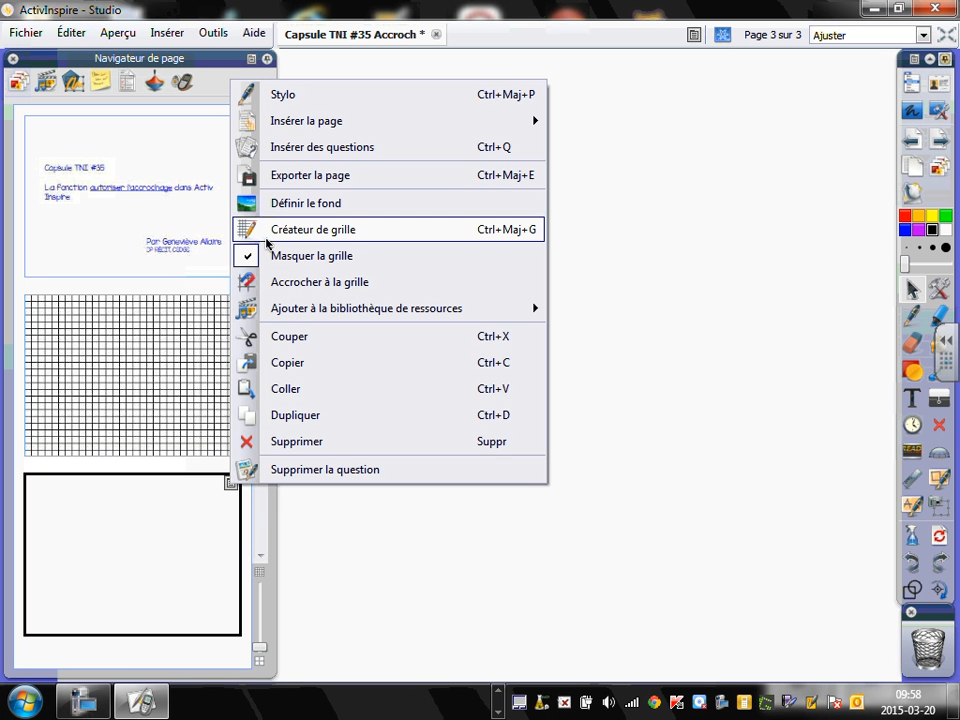 ActivInspire - Studio
Fichier Éditer Aperçu Insérer Outils Aide
Capsule TNI #35 Accroch *
Page 3 sur 3
Ajuster
Navigateur de page
Capsule TNI #35
La Fonction autoriser l'accrochage dans Activ
Inspire
Par Geneviève Allaire
Stylo Ctrl+Maj+P
Insérer la page
Insérer des questions Ctrl+Q
Exporter la page Ctrl+Maj+E
Définir le fond
Créateur de grille Ctrl+Maj+G
Masquer la grille
Accrocher à la grille
Ajouter à la bibliothèque de ressources
Couper Ctrl+X
Copier Ctrl+C
Coller Ctrl+V
Dupliquer Ctrl+D
Supprimer Suppr
Supprimer la question
09:58
2015-03-20